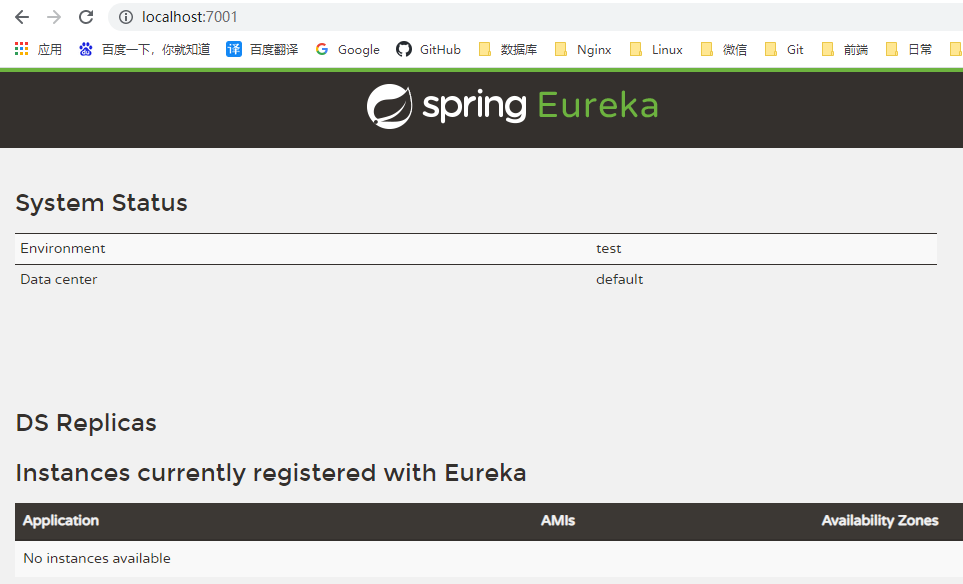 localhost:7001
应用 百度一下，你就知道 译 百度翻译 Google GitHub 数据库 Nginx Linux 微信 Git 前端 日常
spring Eureka
System Status
Environment test
Data center default
DS Replicas
Instances currently registered with Eureka
Application AMIs Availability Zones
No instances available